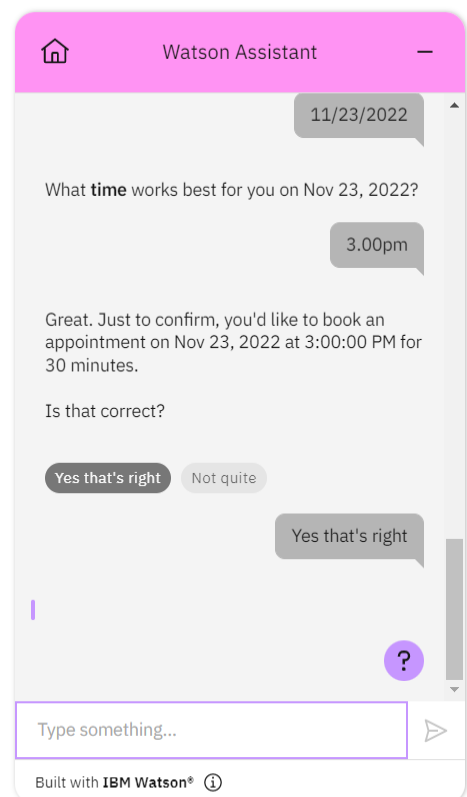 Watson Assistant
11/23/2022
What time works best for you on Nov 23, 2022?
3.00pm
Great. Just to confirm, you'd like to book an
appointment on Nov 23, 2022 at 3:00:00 PM for
30 minutes.
Is that correct?
Yes that's right Not quite
Yes that's right
?
Type something...
Built with IBM Watson®